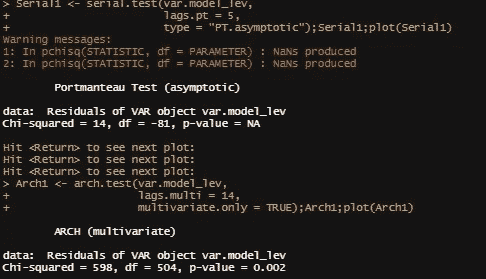 > Serial1 <- serial.test(var.model_lev,
+ lags.pt = 5,
+ type = "PT.asymptotic");Serial1;plot(Serial1)
Warning messages:
1: In pchisq(STATISTIC, df = PARAMETER) : NaNs produced
2: In pchisq(STATISTIC, df = PARAMETER) : NaNs produced
Portmanteau Test (asymptotic)
data: Residuals of VAR object var.model_lev
Chi-squared = 14, df = -81, p-value = NA
Hit <Return> to see next plot:
Hit <Return> to see next plot:
Hit <Return> to see next plot:
> Arch1 <- arch.test(var.model_lev,
+ lags.multi = 14,
+ multivariate.only = TRUE);Arch1;plot(Arch1)
ARCH (multivariate)
data: Residuals of VAR object var.model_lev
Chi-squared = 598, df = 504, p-value = 0.002